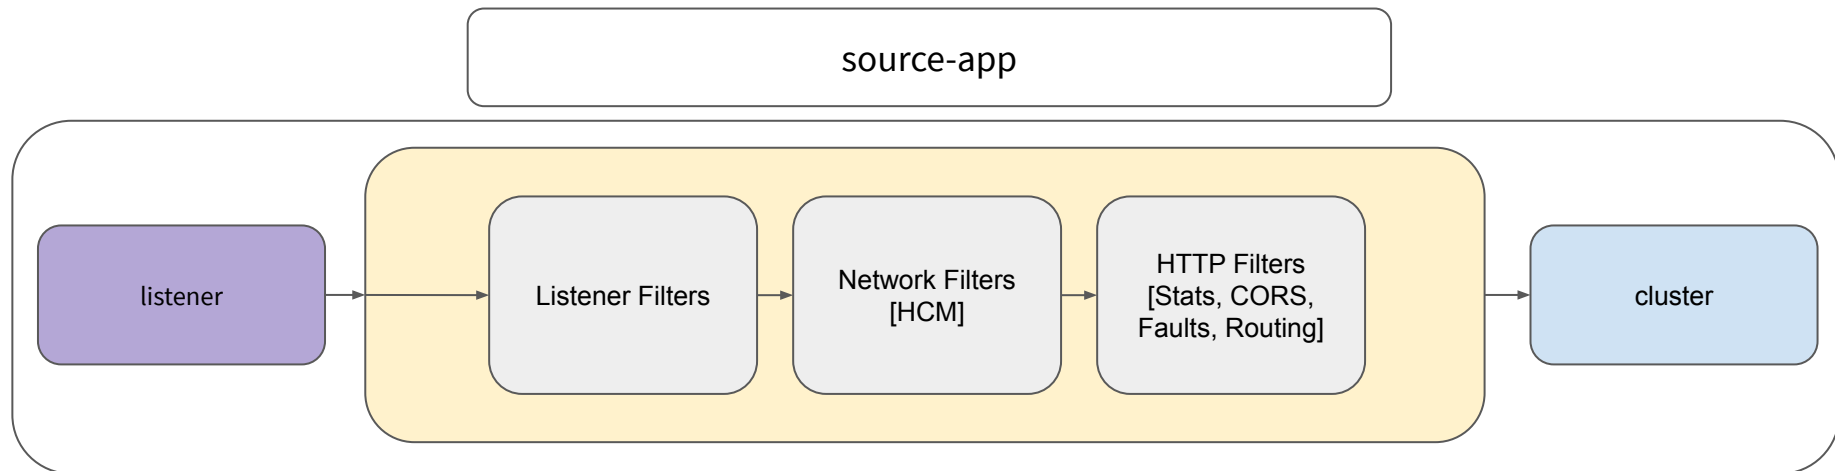 source-app
listener
Listener Filters
Network Filters
[HCM]
HTTP Filters
[Stats, CORS,
Faults, Routing]
cluster